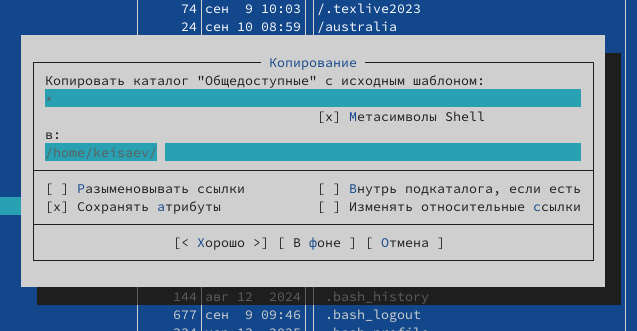 74 сен 9 10:03 /.texlive2023
24 сен 10 08:59 /australia
Копирование
Копировать каталог "Общедоступные" с исходным шаблоном:
*
[x] Метасимволы Shell
в:
/home/keisaev/
[ ] Разыменовывать ссылки [ ] Внутрь подкаталога, если есть
[x] Сохранять атрибуты [ ] Изменять относительные ссылки
[< Хорошо >] [ В фоне ] [ Отмена ]
144 авг 12 2024 .bash_history
677 сен 9 09:46 .bash_logout